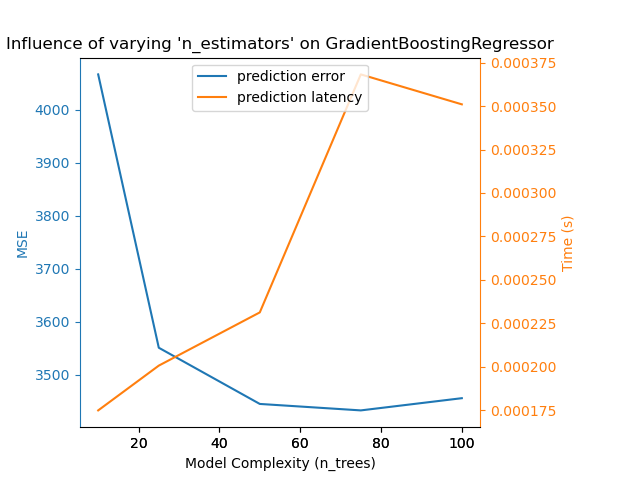 Influence of varying 'n_estimators' on GradientBoostingRegressor
prediction error
prediction latency
MSE
4000
3900
3800
3700
3600
3500
0.000375
0.000350
0.000325
0.000300
0.000275
0.000250
0.000225
0.000200
0.000175
Time (s)
20 40 60 80 100
Model Complexity (n_trees)